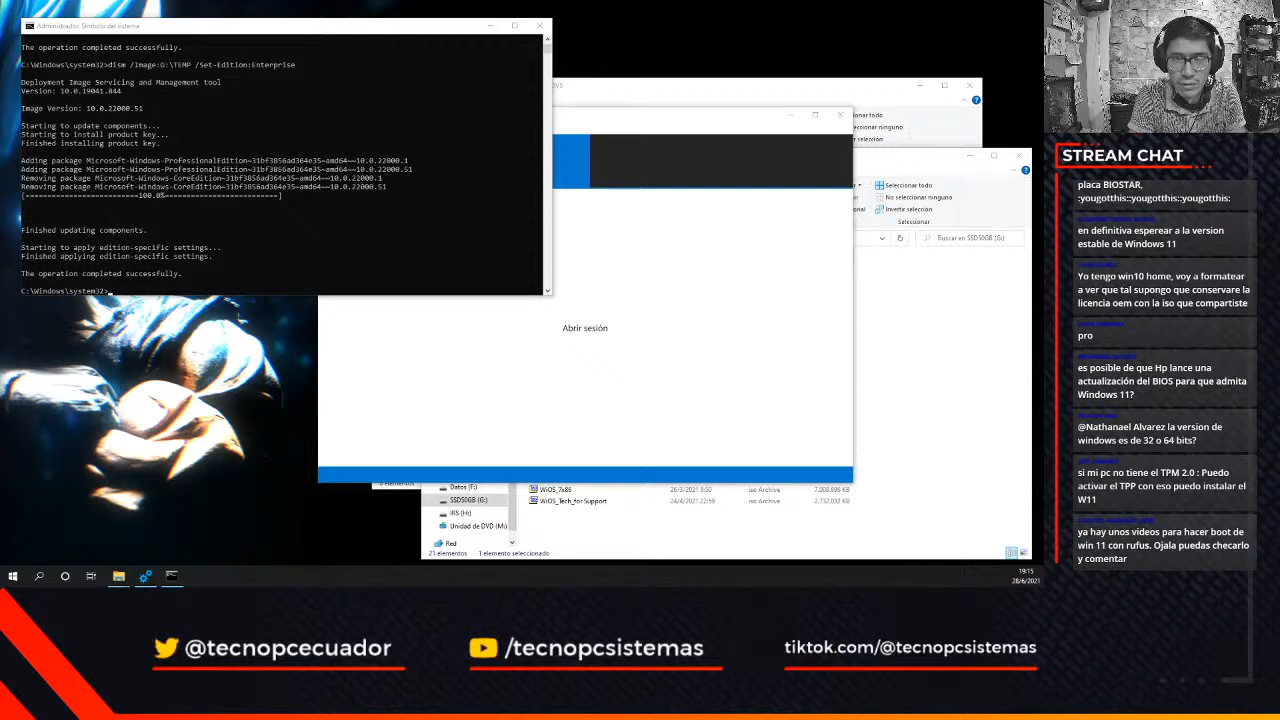 Administrador: Símbolo del sistema
The operation completed successfully.
C:\Windows\system32>dism /Image:G:\TEMP /Set-Edition:Enterprise
Deployment Image Servicing and Management tool
Version: 10.0.19041.844
Image Version: 10.0.22000.51
Starting to update components...
Starting to install product key...
Finished installing product key.
Adding package Microsoft-Windows-ProfessionalEdition~31bf3856ad364e35~amd64~~10.0.22000.1
Adding package Microsoft-Windows-ProfessionalEdition~31bf3856ad364e35~amd64~~10.0.22000.51
Removing package Microsoft-Windows-CoreEdition~31bf3856ad364e35~amd64~~10.0.22000.1
Removing package Microsoft-Windows-CoreEdition~31bf3856ad364e35~amd64~~10.0.22000.51
[==========================100.0%==========================]
Finished updating components.
Starting to apply edition-specific settings...
Finished applying edition-specific settings.
The operation completed successfully.
C:\Windows\system32>
Seleccionar todo
No seleccionar ninguno
Invertir selección
Seleccionar
Buscar en SSD50GB (G:)
Abrir sesión
Datos (F:)
SSD50GB (G:)
IRS (H:)
Unidad de DVD (M:)
Red
WiOS_7x86 26/3/2021 8:50 iso Archive 7.008.896 KB
WiOS_Tech_for Support 24/4/2021 22:59 iso Archive 2.732.032 KB
21 elementos 1 elemento seleccionado
19:15
28/6/2021
STREAM CHAT
placa BIOSTAR,
:yougotthis::yougotthis::yougotthis:
en definitiva esperear a la version
estable de Windows 11
Yo tengo win10 home, voy a formatear
a ver que tal supongo que conservare la
licencia oem con la iso que compartiste
pro
es posible de que Hp lance una
actualización del BIOS para que admita
Windows 11?
@Nathanael Alvarez la version de
windows es de 32 o 64 bits?
si mi pc no tiene el TPM 2.0 : Puedo
activar el TPP con eso puedo instalar el
W11
ya hay unos videos para hacer boot de
win 11 con rufus. Ojala puedas checarlo
y comentar
@tecnopcecuador
/tecnopcsistemas
tiktok.com/@tecnopcsistemas